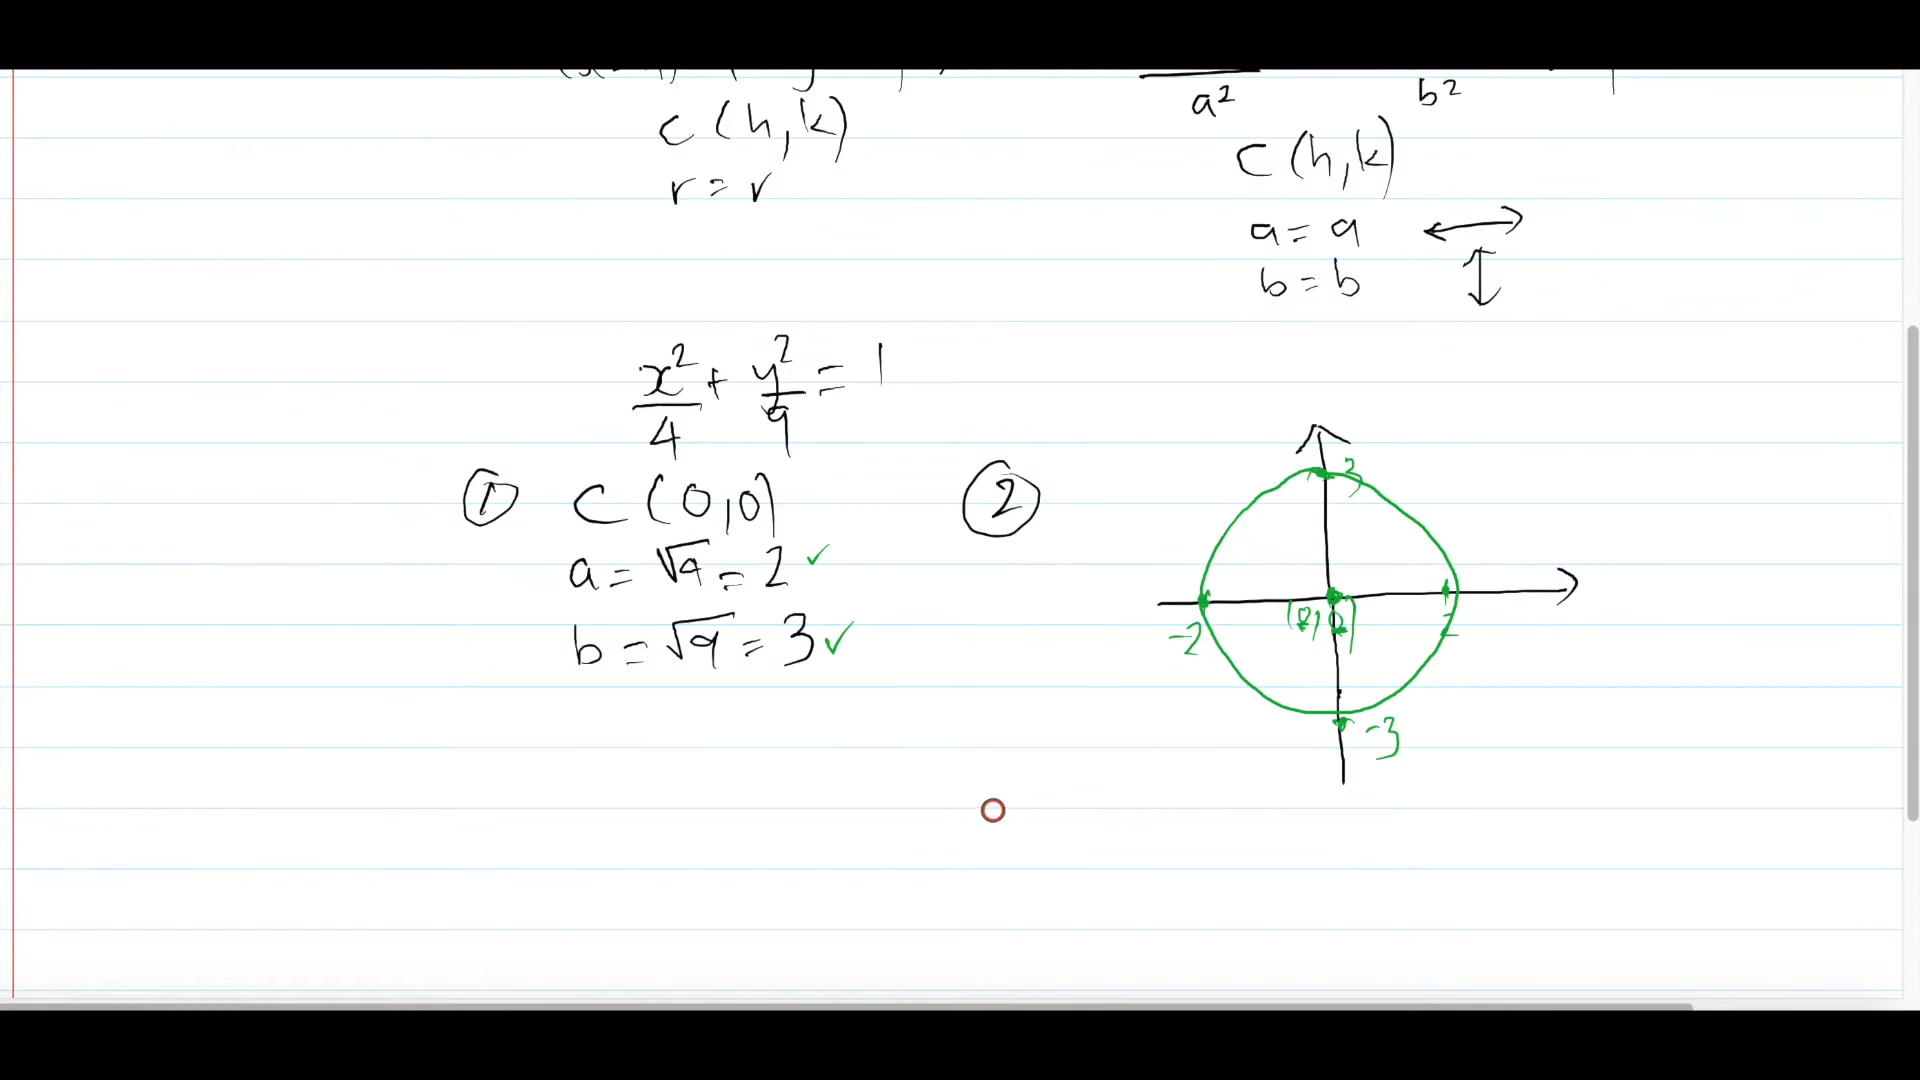 a²
b²
C (h,k)
r = r
C (h,k)
a = a
b = b
x²/4 + y²/9 = 1
① C (0,0)
a = √4 = 2 ✓
b = √9 = 3 ✓
②
3
(0,0)
-2
2
-3